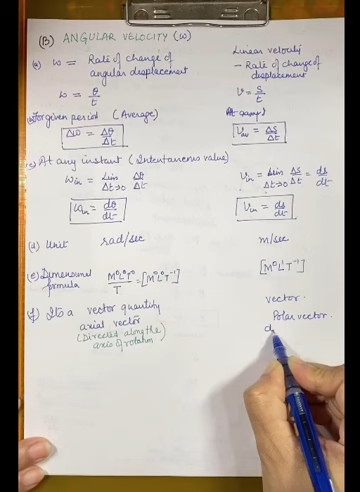 (B) ANGULAR VELOCITY (ω)
Linear velocity
(a) ω = Rate of change of
angular displacement
– Rate of change of
displacement
ω = θ/t
v = s/t
(b) For given period (Average)
Δω = Δθ/Δt
Vav = Δs/Δt
(c) At any instant (Intentaneous value)
ωin = Lim Δt→0 Δθ/Δt
Vin = Lim Δt→0 Δs/Δt = ds/dt
ωin = dθ/dt
Vin = ds/dt
(d) Unit rad/sec
m/sec
(e) Dimensional
formula
M⁰L⁰T⁰/T = [M⁰L⁰T⁻¹]
[M⁰L¹T⁻¹]
(f) Its a vector quantity
axial vector
(Directed along the
axis of rotation
vector.
Polar vector.